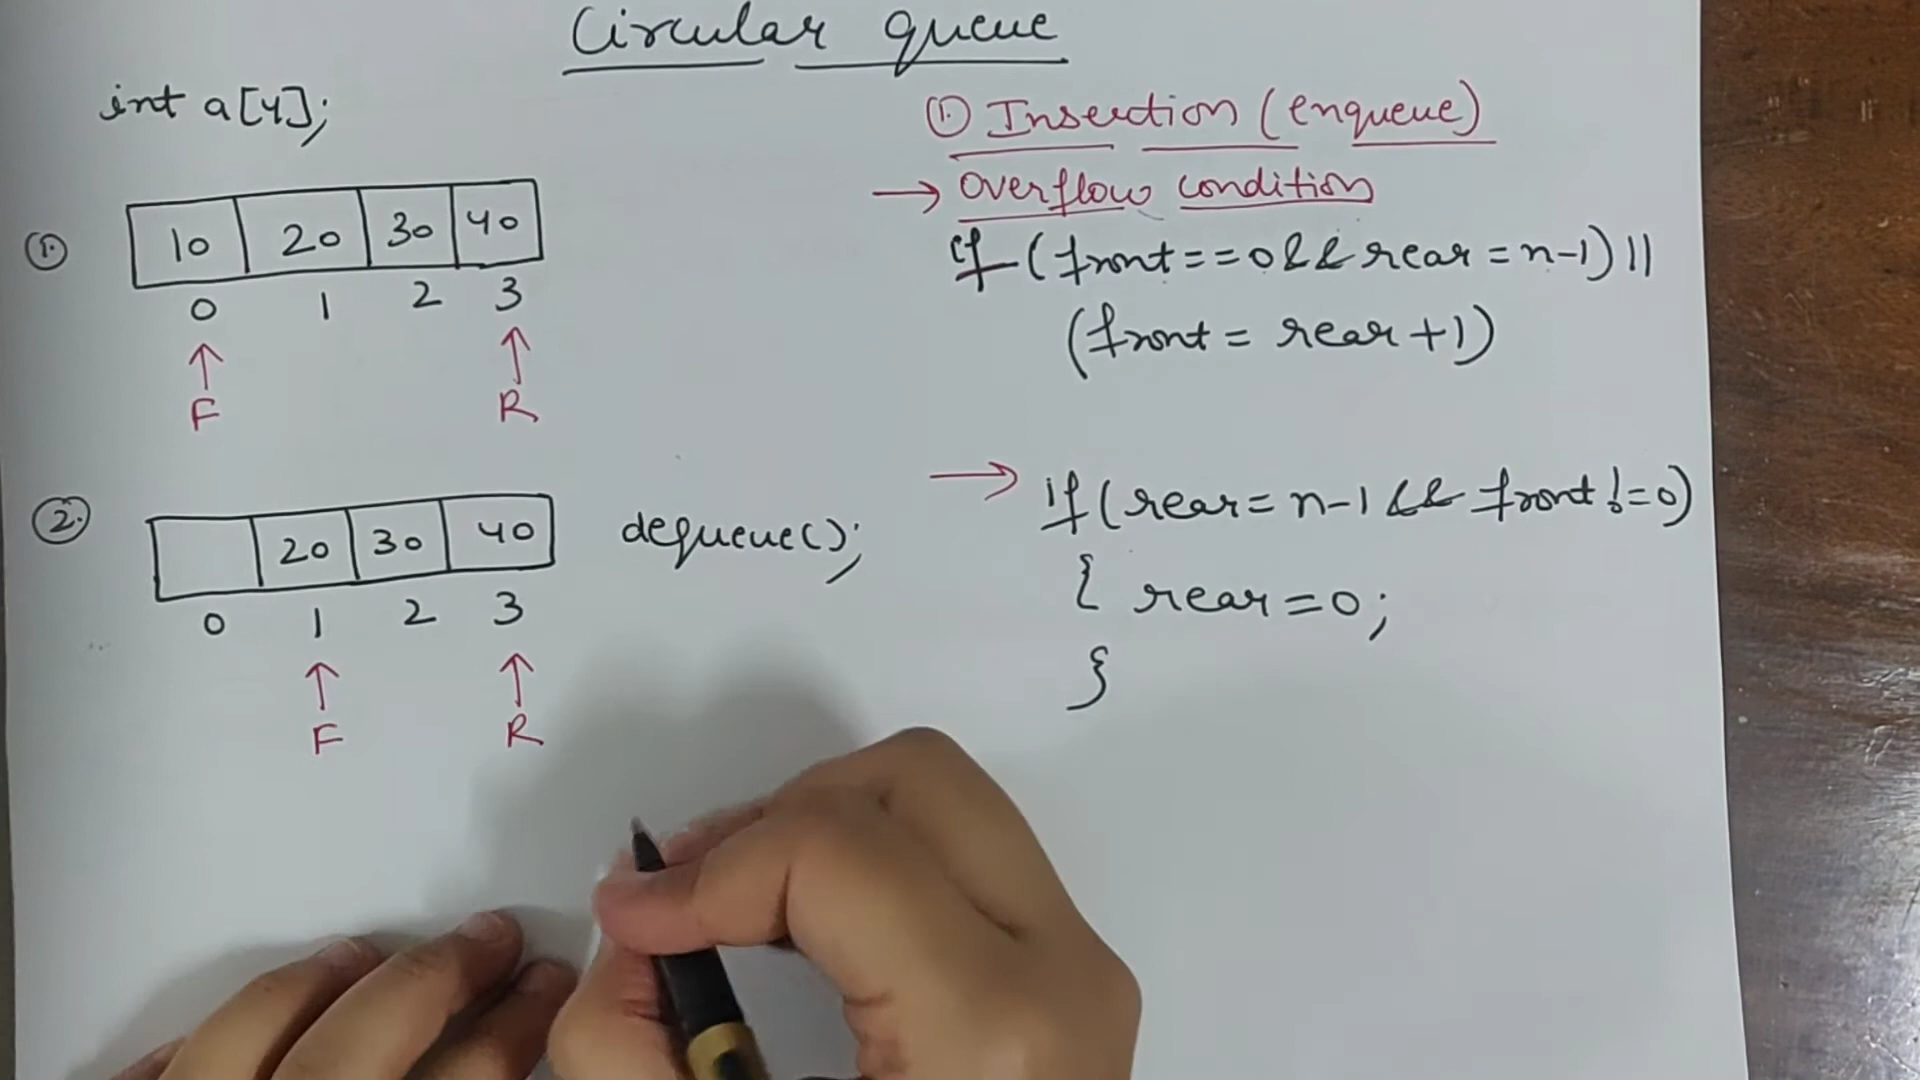 Circular queue
int a[4];
① 10 20 30 40
0 1 2 3
F R
② 20 30 40 dequeue();
0 1 2 3
F R
① Insertion (enqueue)
→ Overflow condition
if (front==0&&rear=n-1)||
(front= rear+1)
→ if(rear=n-1 && front!=0)
{ rear=0;
}